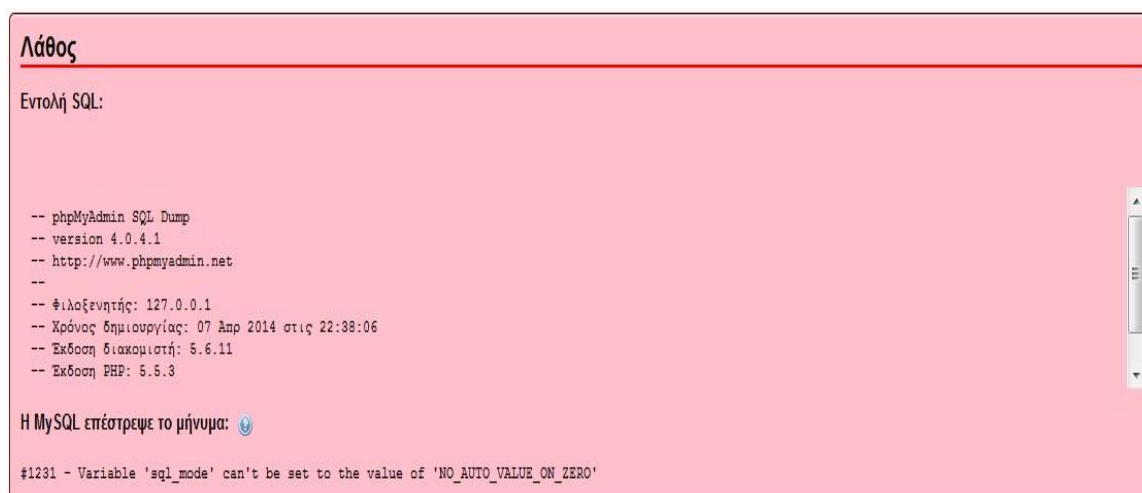 Λάθος
Εντολή SQL:
-- phpMyAdmin SQL Dump
-- version 4.0.4.1
-- http://www.phpmyadmin.net
--
-- Φιλοξενητής: 127.0.0.1
-- Χρόνος δημιουργίας: 07 Απρ 2014 στις 22:38:06
-- Έκδοση διακομιστή: 5.6.11
-- Έκδοση PHP: 5.5.3
Η MySQL επέστρεψε το μήνυμα:
#1231 - Variable 'sql_mode' can't be set to the value of 'NO_AUTO_VALUE_ON_ZERO'